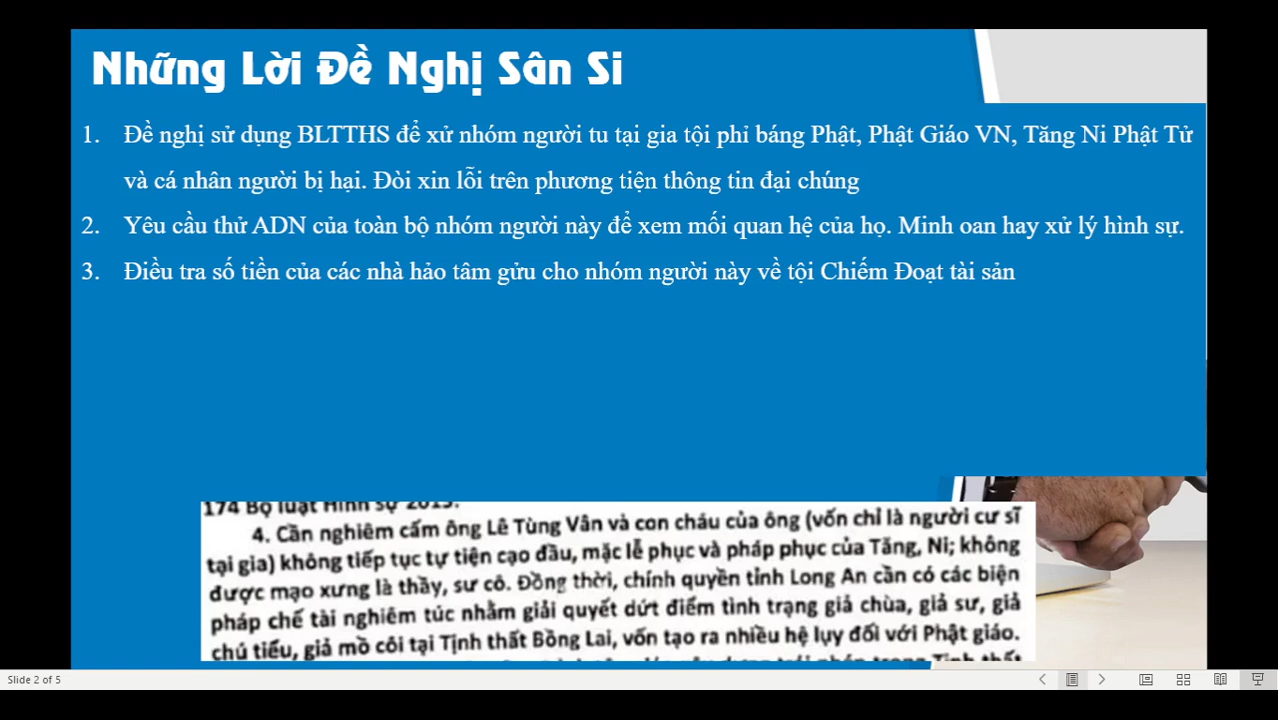 Những Lời Đề Nghị Sân Si
1. Đề nghị sử dụng BLTTHS để xử nhóm người tu tại gia tội phỉ báng Phật, Phật Giáo VN, Tăng Ni Phật Tử
và cá nhân người bị hại. Đòi xin lỗi trên phương tiện thông tin đại chúng
2. Yêu cầu thử ADN của toàn bộ nhóm người này để xem mối quan hệ của họ. Minh oan hay xử lý hình sự.
3. Điều tra số tiền của các nhà hảo tâm gửu cho nhóm người này về tội Chiếm Đoạt tài sản
174 Bộ luật Hình sự 2015.
4. Cần nghiêm cấm ông Lê Tùng Vân và con cháu của ông (vốn chỉ là người cư sĩ
tại gia) không tiếp tục tự tiện cạo đầu, mặc lễ phục và pháp phục của Tăng, Ni; không
được mạo xưng là thầy, sư cô. Đồng thời, chính quyền tỉnh Long An cần có các biện
pháp chế tài nghiêm túc nhằm giải quyết dứt điểm tình trạng giả chùa, giả sư, giả
chú tiểu, giả mồ côi tại Tịnh thất Bồng Lai, vốn tạo ra nhiều hệ lụy đối với Phật giáo.
Slide 2 of 5